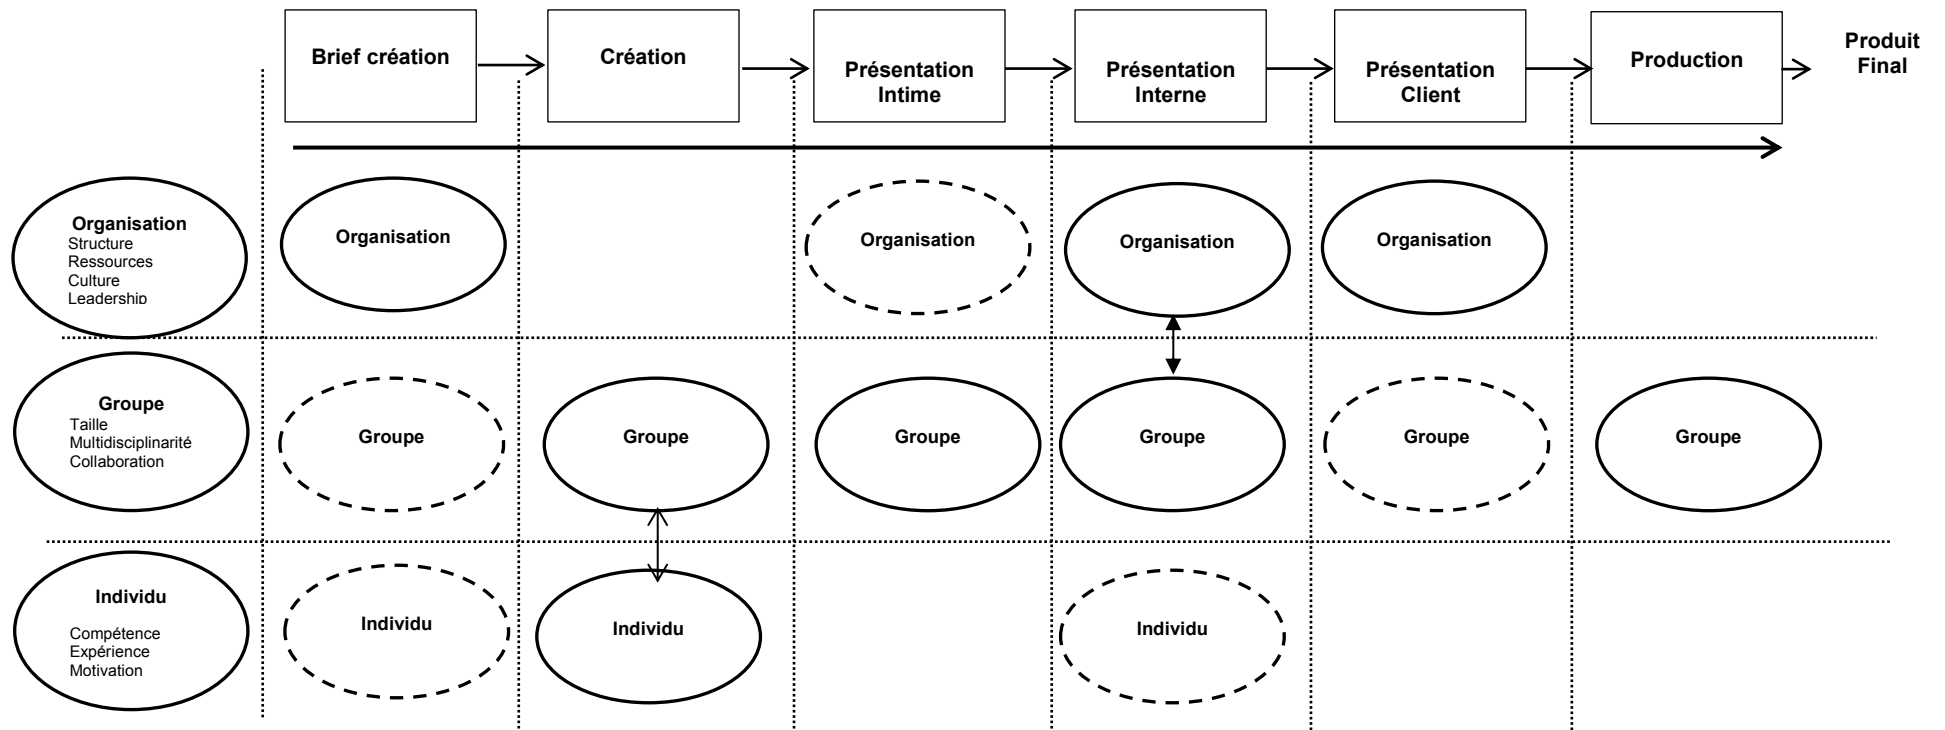 Brief création
Création
Présentation
Intime
Présentation
Interne
Présentation
Client
Production
Produit
Final
Organisation
Structure
Ressources
Culture
Leadership
Organisation
Organisation
Organisation
Organisation
Groupe
Taille
Multidisciplinarité
Collaboration
Groupe
Groupe
Groupe
Groupe
Groupe
Groupe
Individu
Compétence
Expérience
Motivation
Individu
Individu
Individu